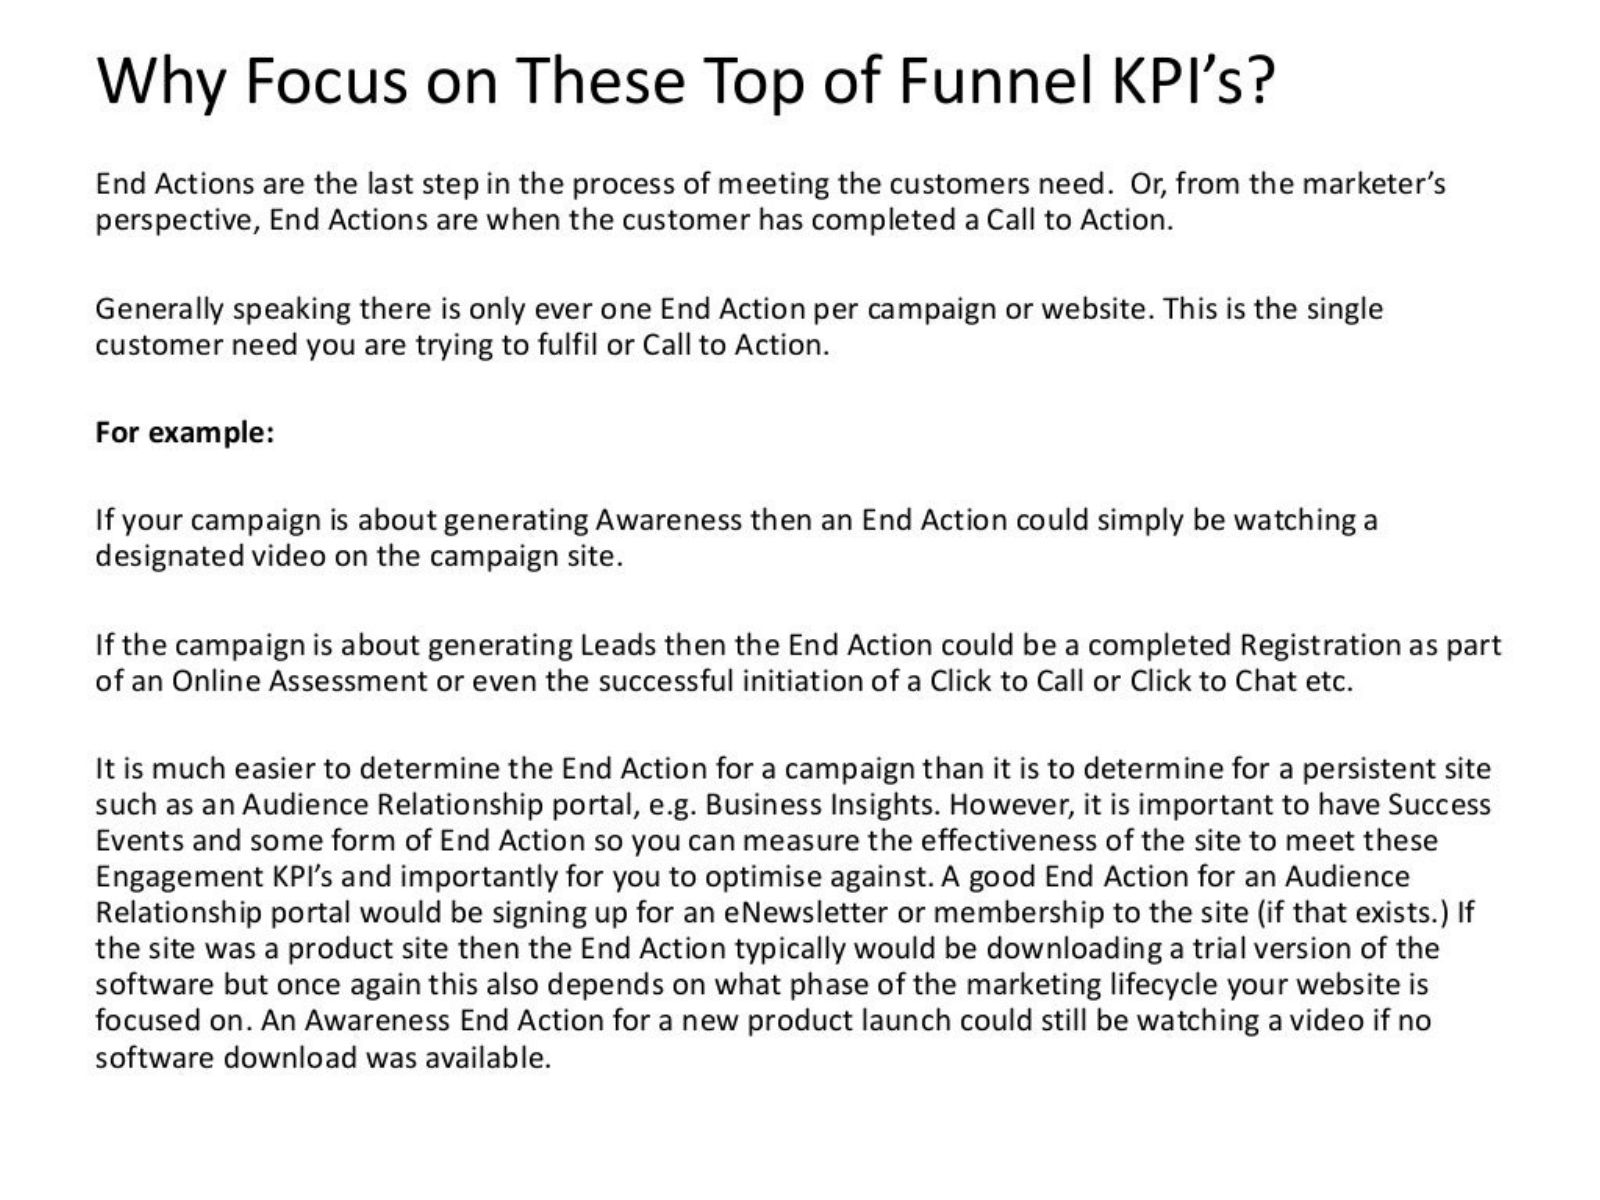 Why Focus on These Top of Funnel KPI’s?
End Actions are the last step in the process of meeting the customers need.  Or, from the marketer’s
perspective, End Actions are when the customer has completed a Call to Action.
Generally speaking there is only ever one End Action per campaign or website. This is the single
customer need you are trying to fulfil or Call to Action.
For example:
If your campaign is about generating Awareness then an End Action could simply be watching a
designated video on the campaign site.
If the campaign is about generating Leads then the End Action could be a completed Registration as part
of an Online Assessment or even the successful initiation of a Click to Call or Click to Chat etc.
It is much easier to determine the End Action for a campaign than it is to determine for a persistent site
such as an Audience Relationship portal, e.g. Business Insights. However, it is important to have Success
Events and some form of End Action so you can measure the effectiveness of the site to meet these
Engagement KPI’s and importantly for you to optimise against. A good End Action for an Audience
Relationship portal would be signing up for an eNewsletter or membership to the site (if that exists.) If
the site was a product site then the End Action typically would be downloading a trial version of the
software but once again this also depends on what phase of the marketing lifecycle your website is
focused on. An Awareness End Action for a new product launch could still be watching a video if no
software download was available.